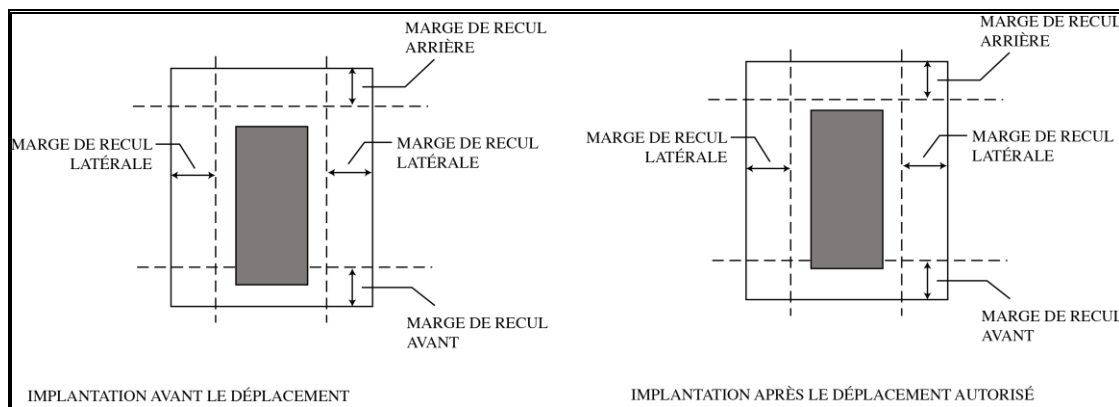 MARGE DE RECUL
ARRIÈRE
MARGE DE RECUL
LATÉRALE
MARGE DE RECUL
LATÉRALE
MARGE DE RECUL
AVANT
IMPLANTATION AVANT LE DÉPLACEMENT
MARGE DE RECUL
ARRIÈRE
MARGE DE RECUL
LATÉRALE
MARGE DE RECUL
LATÉRALE
MARGE DE RECUL
AVANT
IMPLANTATION APRÈS LE DÉPLACEMENT AUTORISÉ